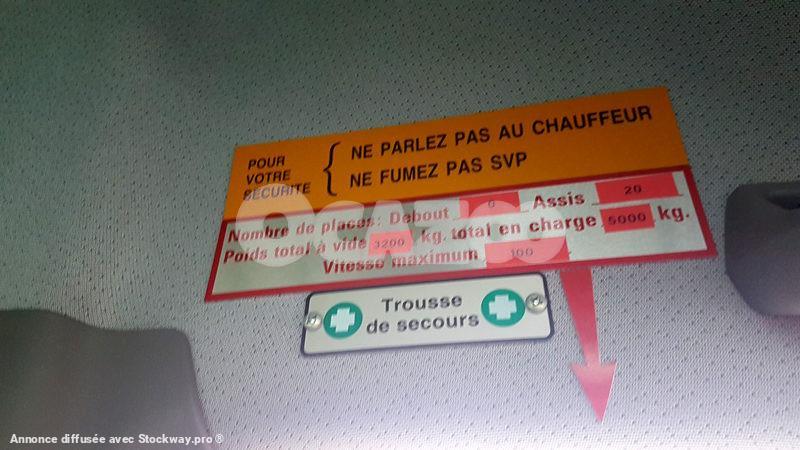 POUR
VOTRE
SECURITE
NE PARLEZ PAS AU CHAUFFEUR
NE FUMEZ PAS SVP
Nombre de places: Debout 0 Assis 20
Poids total à vide 3200 kg. total en charge 5000 kg.
Vitesse maximum 100
OCAZOO
Trousse
de secours
Annonce diffusée avec Stockway.pro ®